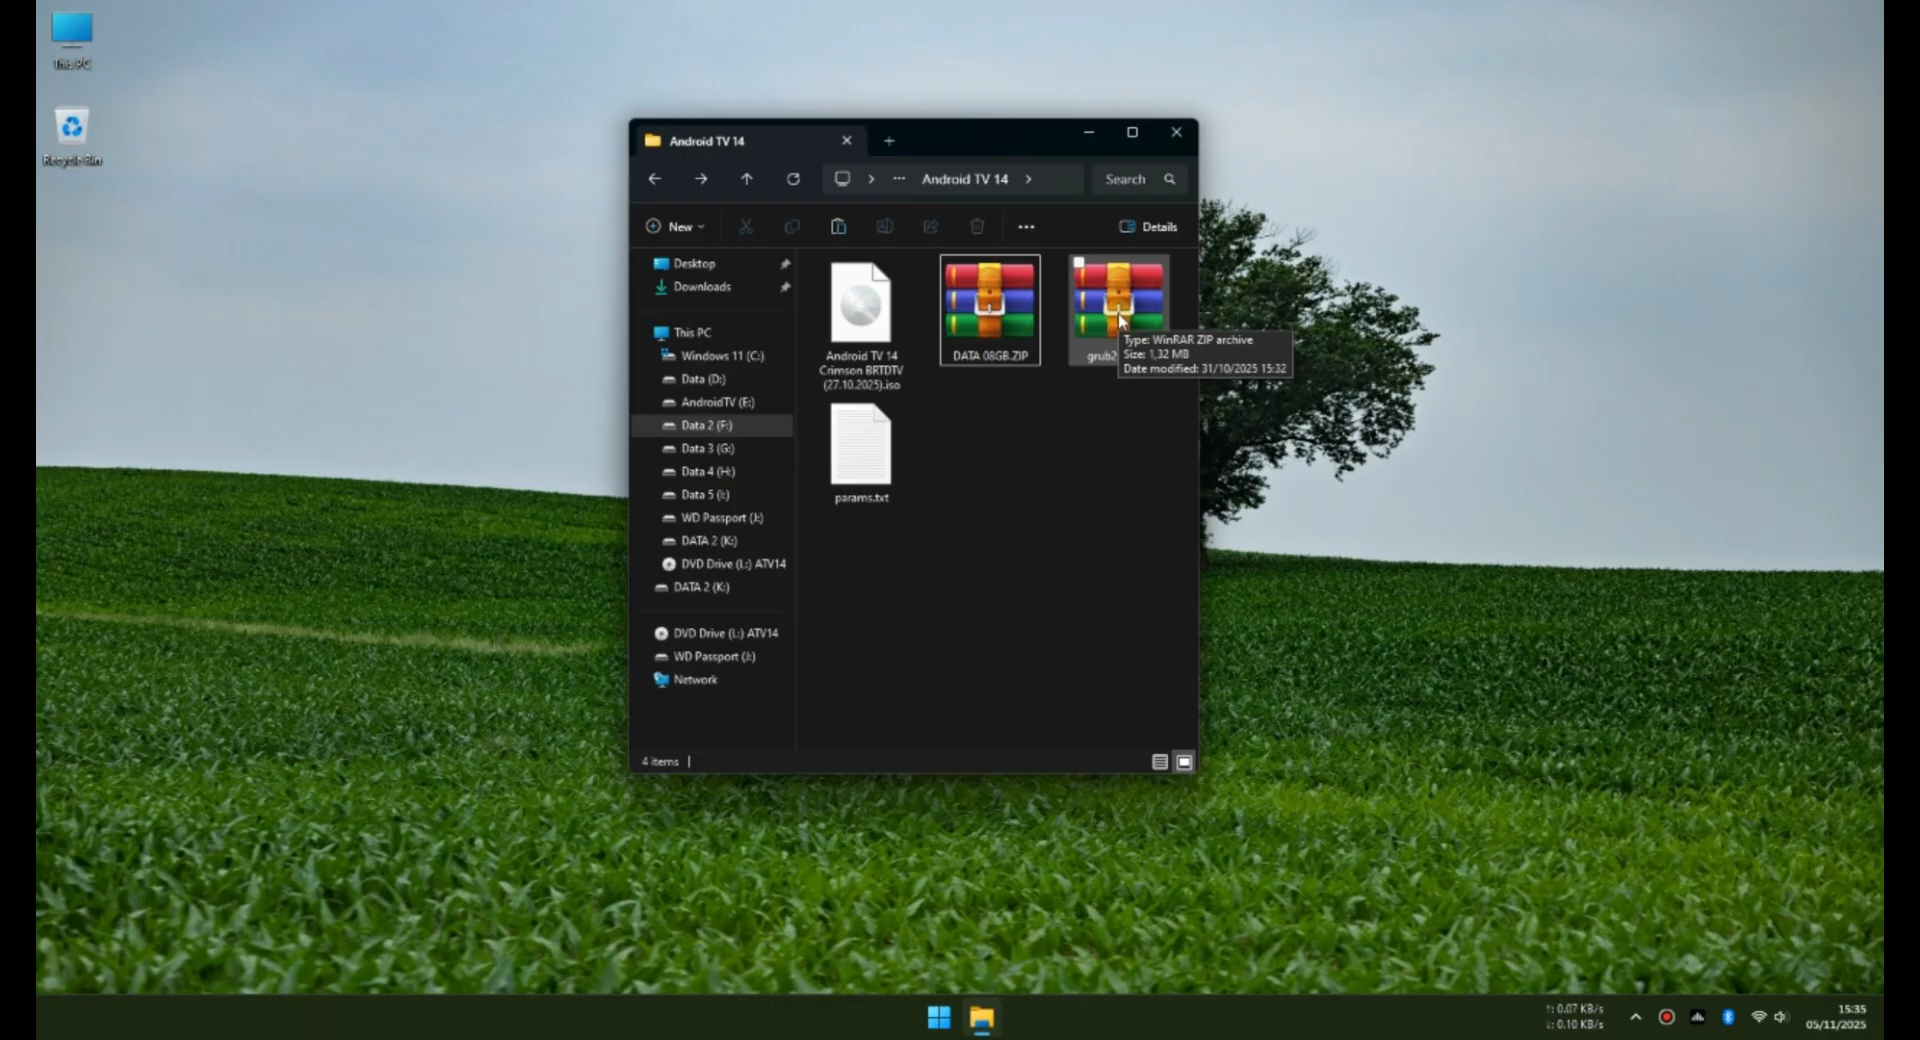 This PC
Recycle Bin
Android TV 14
Android TV 14
Search
New
Details
Desktop
Downloads
This PC
Windows 11 (C:)
Data (D:)
AndroidTV (E:)
Data 2 (F:)
Data 3 (G:)
Data 4 (H:)
Data 5 (I:)
WD Passport (J:)
DATA 2 (K:)
DVD Drive (L:) ATV14
DATA 2 (K:)
DVD Drive (L:) ATV14
WD Passport (J:)
Network
Android TV 14
Crimson BRTDTV
(27.10.2025).iso
DATA 08GB.ZIP
grub2
Type: WinRAR ZIP archive
Size: 1,32 MB
Date modified: 31/10/2025 15:32
params.txt
4 items
↑: 0.07 KB/s
↓: 0.10 KB/s
15:35
05/11/2025